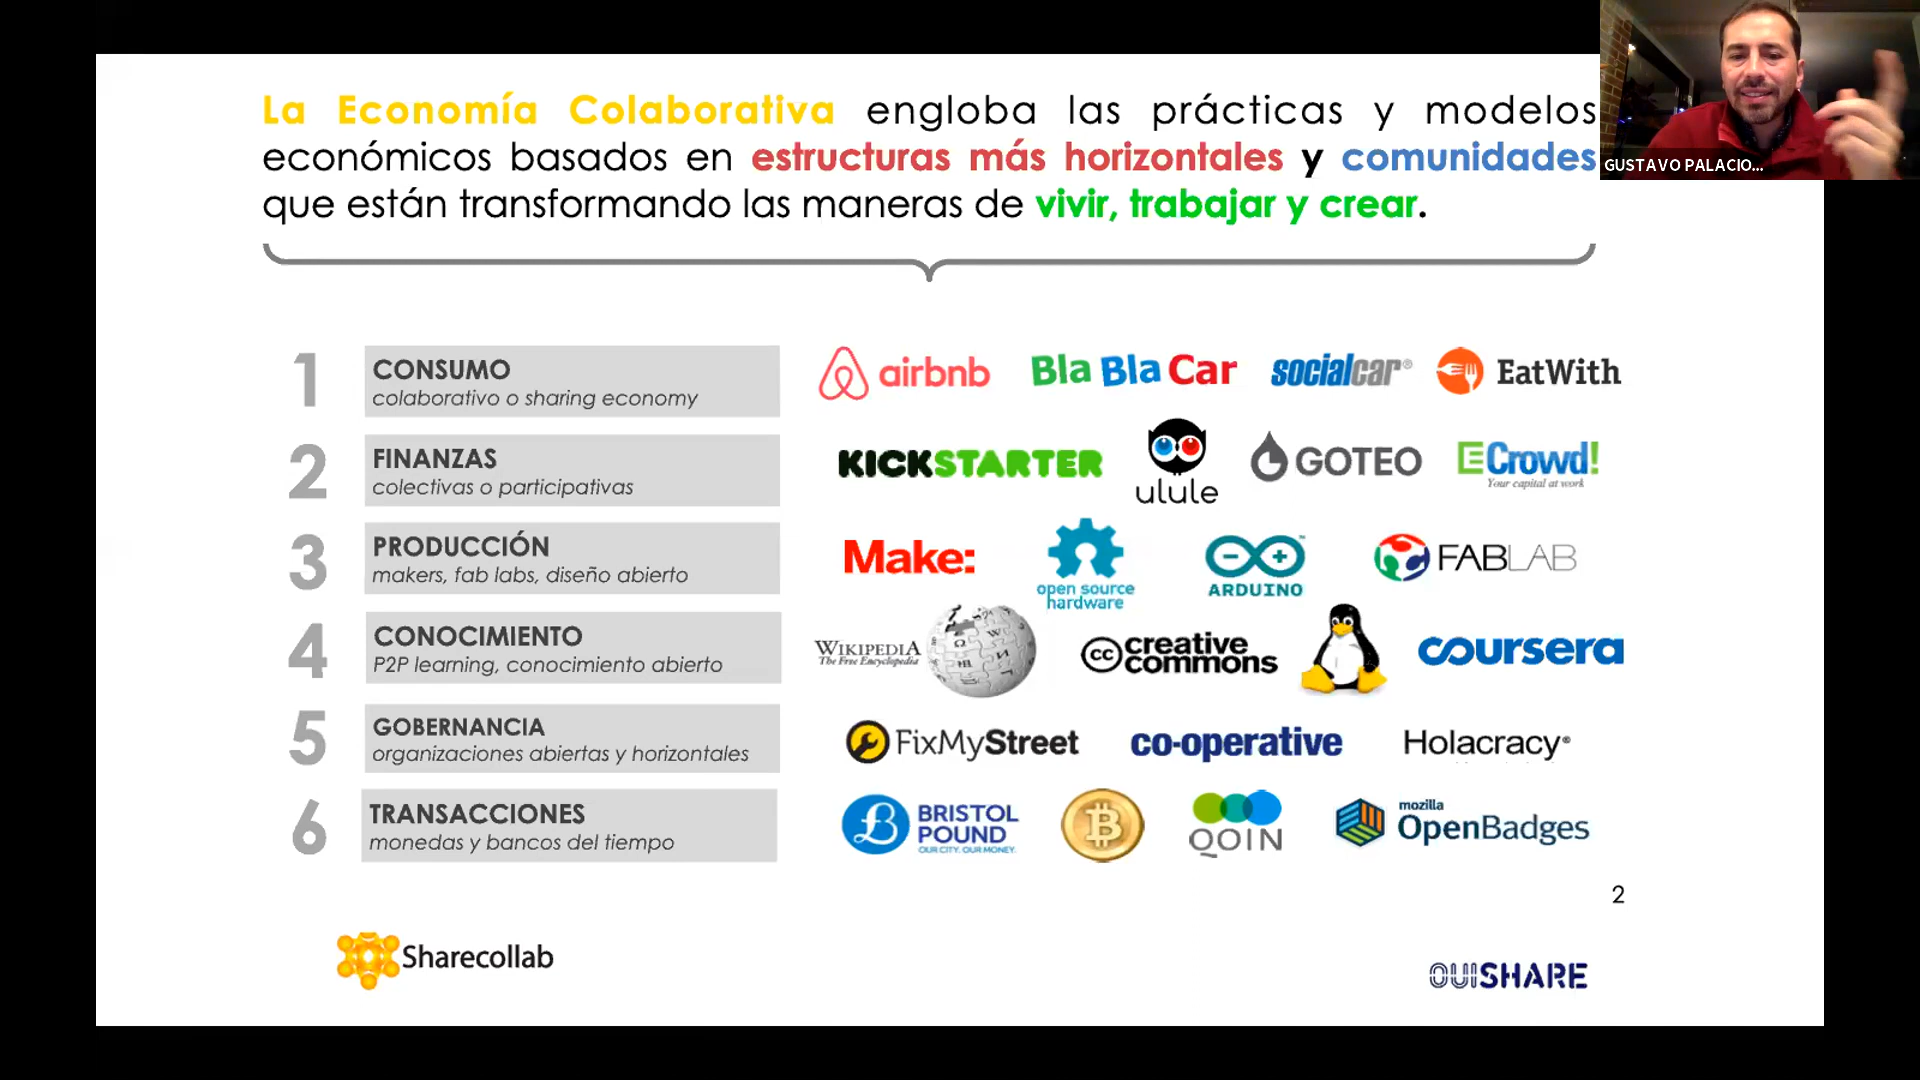 La Economía Colaborativa engloba las prácticas y modelos
económicos basados en estructuras más horizontales y comunidades
que están transformando las maneras de vivir, trabajar y crear.
GUSTAVO PALACIO...
1
CONSUMO
colaborativo o sharing economy
airbnb
Bla Bla Car
socialcar®
EatWith
2
FINANZAS
colectivas o participativas
KICKSTARTER
ulule
GOTEO
ECrowd!
Your capital at work
3
PRODUCCIÓN
makers, fab labs, diseño abierto
Make:
open source
hardware
ARDUINO
FABLAB
4
CONOCIMIENTO
P2P learning, conocimiento abierto
WIKIPEDIA
The Free Encyclopedia
cc creative
commons
coursera
5
GOBERNANCIA
organizaciones abiertas y horizontales
FixMyStreet
co-operative
Holacracy®
6
TRANSACCIONES
monedas y bancos del tiempo
BRISTOL
POUND
OUR CITY. OUR MONEY.
QOIN
mozilla
OpenBadges
2
Sharecollab
OUISHARE